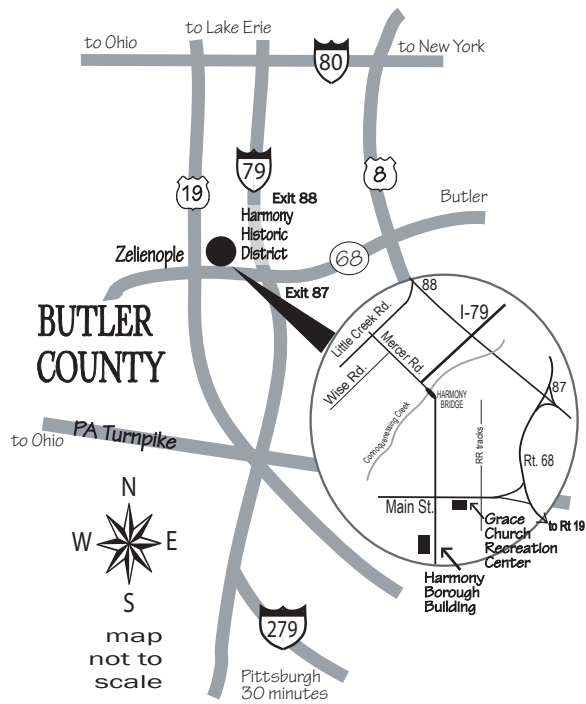 to Lake Erie
to Ohio
to New York
80
79
8
19
Exit 88
Harmony
Historic
District
Butler
Zelienople
68
Exit 87
BUTLER
COUNTY
88
I-79
Little Creek Rd.
Mercer Rd.
Wise Rd.
87
HARMONY
BRIDGE
Connoquenessing Creek
RR tracks
Rt. 68
PA Turnpike
to Ohio
Main St.
Grace
Church
Recreation
Center
to Rt 19
Harmony
Borough
Building
N
W
E
S
map
not to
scale
279
Pittsburgh
30 minutes